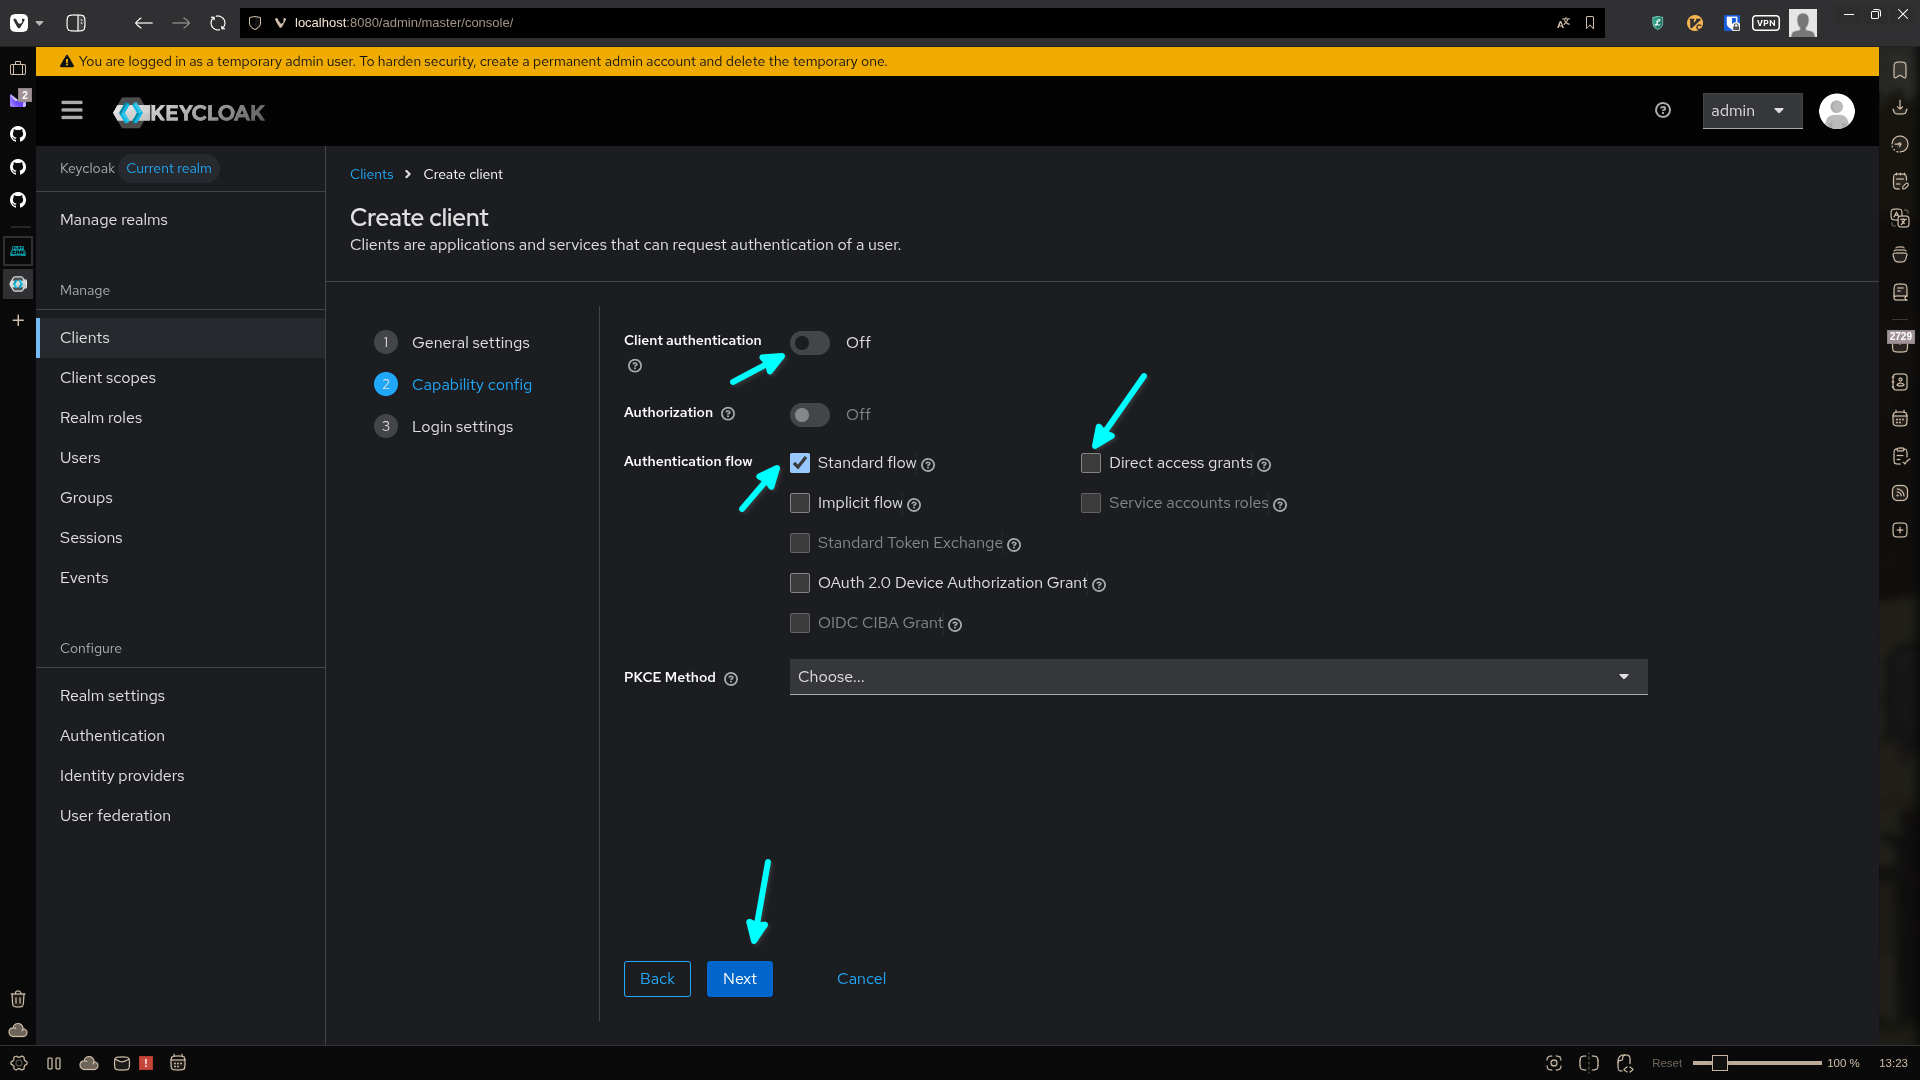 localhost:8080/admin/master/console/
VPN
You are logged in as a temporary admin user. To harden security, create a permanent admin account and delete the temporary one.
KEYCLOAK
admin
2
Keycloak Current realm
Manage realms
Manage
Clients
Client scopes
Realm roles
Users
Groups
Sessions
Events
Configure
Realm settings
Authentication
Identity providers
User federation
Clients > Create client
Create client
Clients are applications and services that can request authentication of a user.
1 General settings
2 Capability config
3 Login settings
Client authentication Off
Authorization Off
Authentication flow
Standard flow Direct access grants
Implicit flow Service accounts roles
Standard Token Exchange
OAuth 2.0 Device Authorization Grant
OIDC CIBA Grant
PKCE Method Choose...
Back Next Cancel
2729
Reset 100 % 13:23